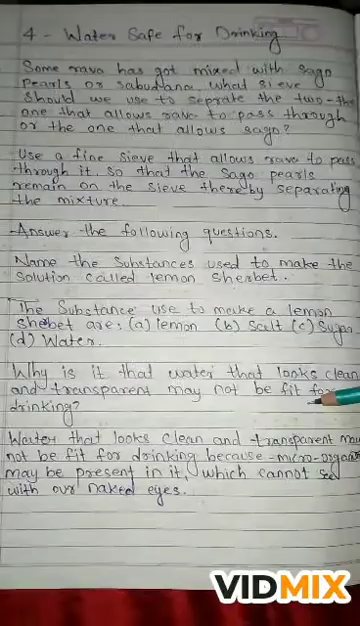 4 - Water Safe for Drinking
Some rava has got mixed with sago
pearls or sabudana. What sieve
should we use to seprate the two-the
one that allows rava to pass through
or the one that allows sago?
Use a fine sieve that allows rava to pass
through it. So that the Sago pearls
remain on the sieve thereby separating
the mixture.
Answer the following questions.
Name the Substances used to make the
Solution called lemon Sherbet.
The Substance use to make a lemon
sherbet are: (a) lemon (b) Salt (c) Sugar
(d) Water.
Why is it that water that looks clean
and transparent may not be fit for
drinking?
Water that looks clean and transparent may
not be fit for drinking because micro-organi
may be present in it, which cannot see
with our naked eyes.
VIDMIX